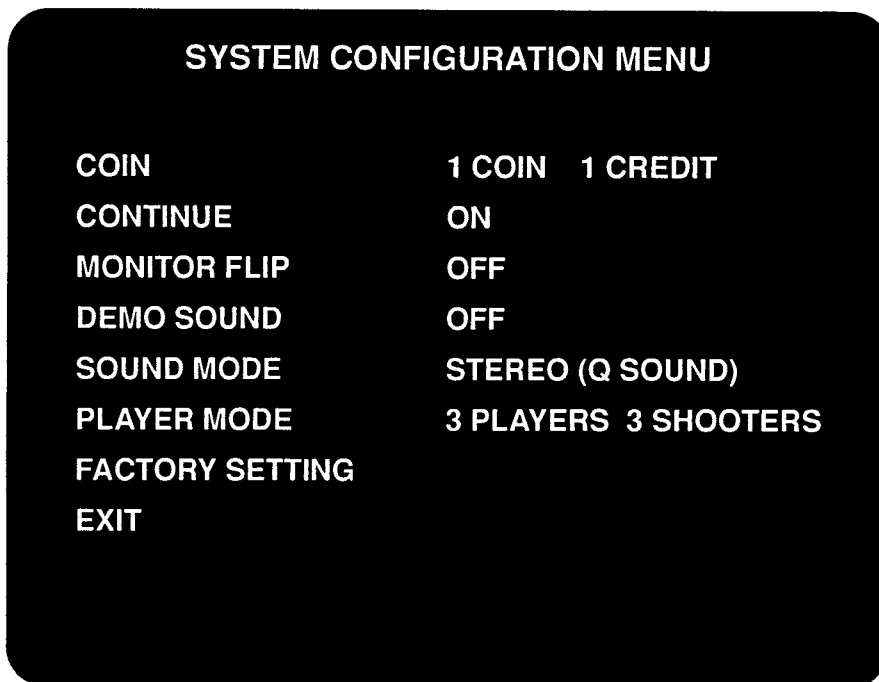 SYSTEM CONFIGURATION MENU
COIN 1 COIN 1 CREDIT
CONTINUE ON
MONITOR FLIP OFF
DEMO SOUND OFF
SOUND MODE STEREO (Q SOUND)
PLAYER MODE 3 PLAYERS 3 SHOOTERS
FACTORY SETTING
EXIT